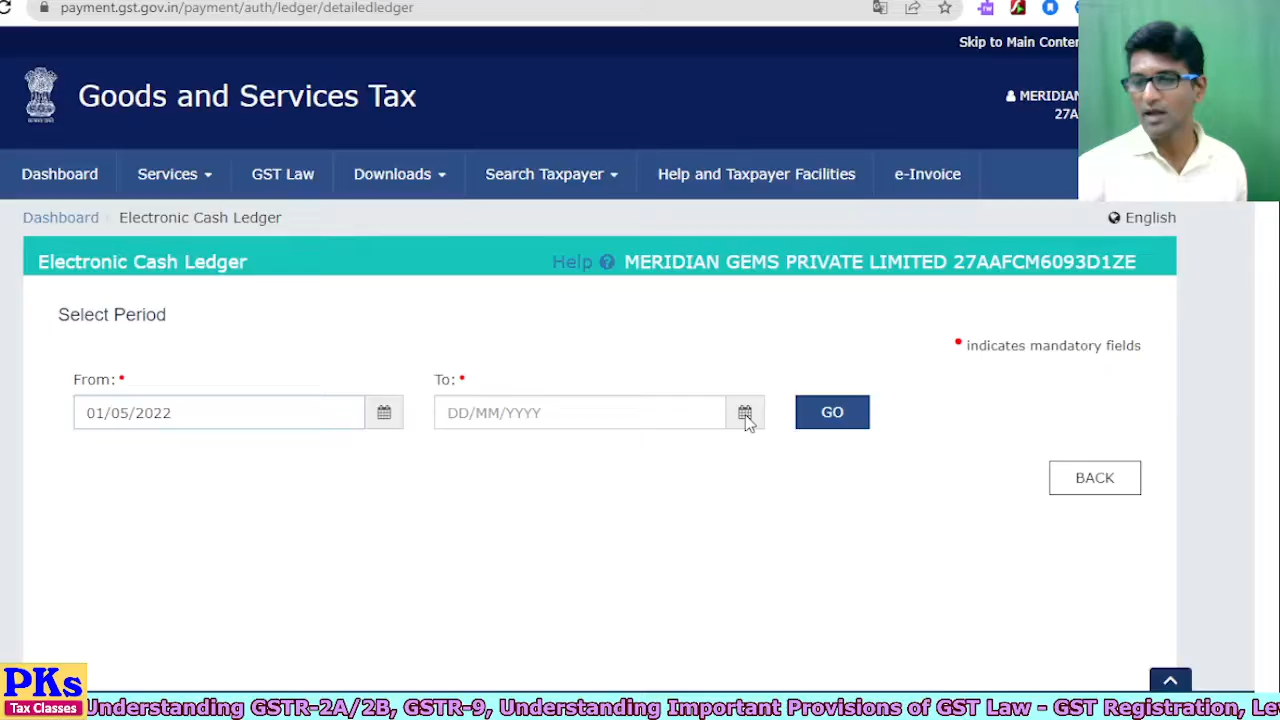 payment.gst.gov.in/payment/auth/ledger/detailedledger
Skip to Main Conten
Goods and Services Tax
MERIDIAN
27A
Dashboard Services GST Law Downloads Search Taxpayer Help and Taxpayer Facilities e-Invoice
Dashboard Electronic Cash Ledger English
Electronic Cash Ledger Help MERIDIAN GEMS PRIVATE LIMITED 27AAFCM6093D1ZE
Select Period
• indicates mandatory fields
From: • To: •
01/05/2022 DD/MM/YYYY GO
BACK
PKs
Tax Classes
Understanding GSTR-2A/2B, GSTR-9, Understanding Important Provisions of GST Law - GST Registration, Le